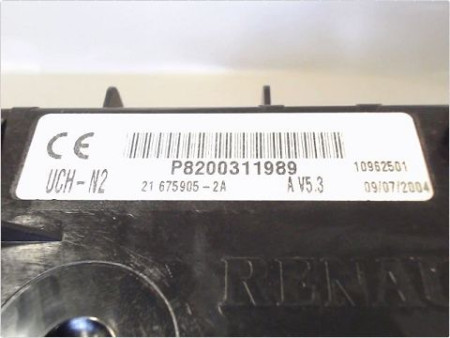 CE
P8200311989
10962501
UCH-N2
21 675905-2A
A V5.3
09/07/2004
RENAU